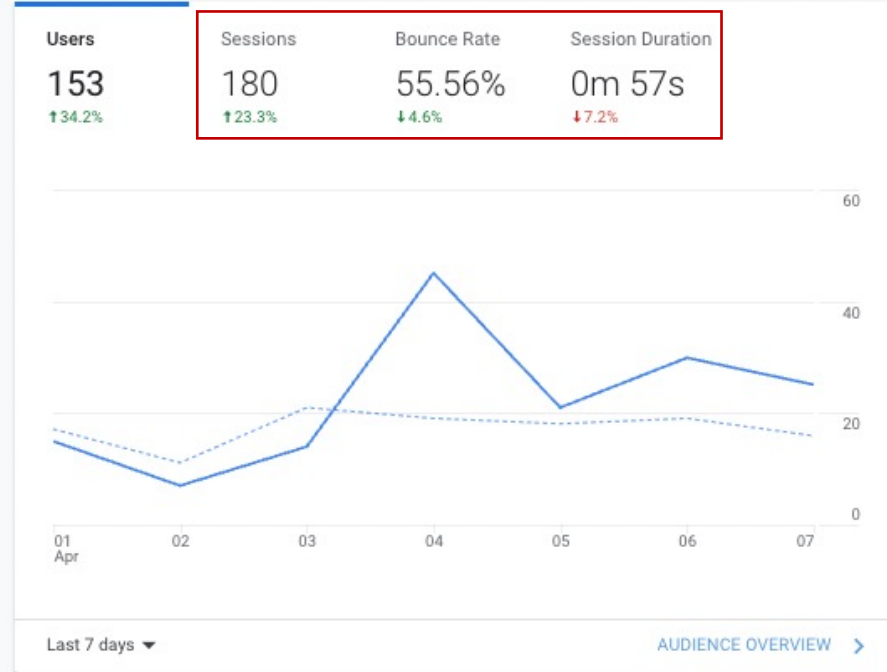 Users Sessions Bounce Rate Session Duration
153 180 55.56% 0m 57s
↑34.2% ↑23.3% ↓4.6% ↓7.2%
60
40
20
0
01 02 03 04 05 06 07
Apr
Last 7 days AUDIENCE OVERVIEW